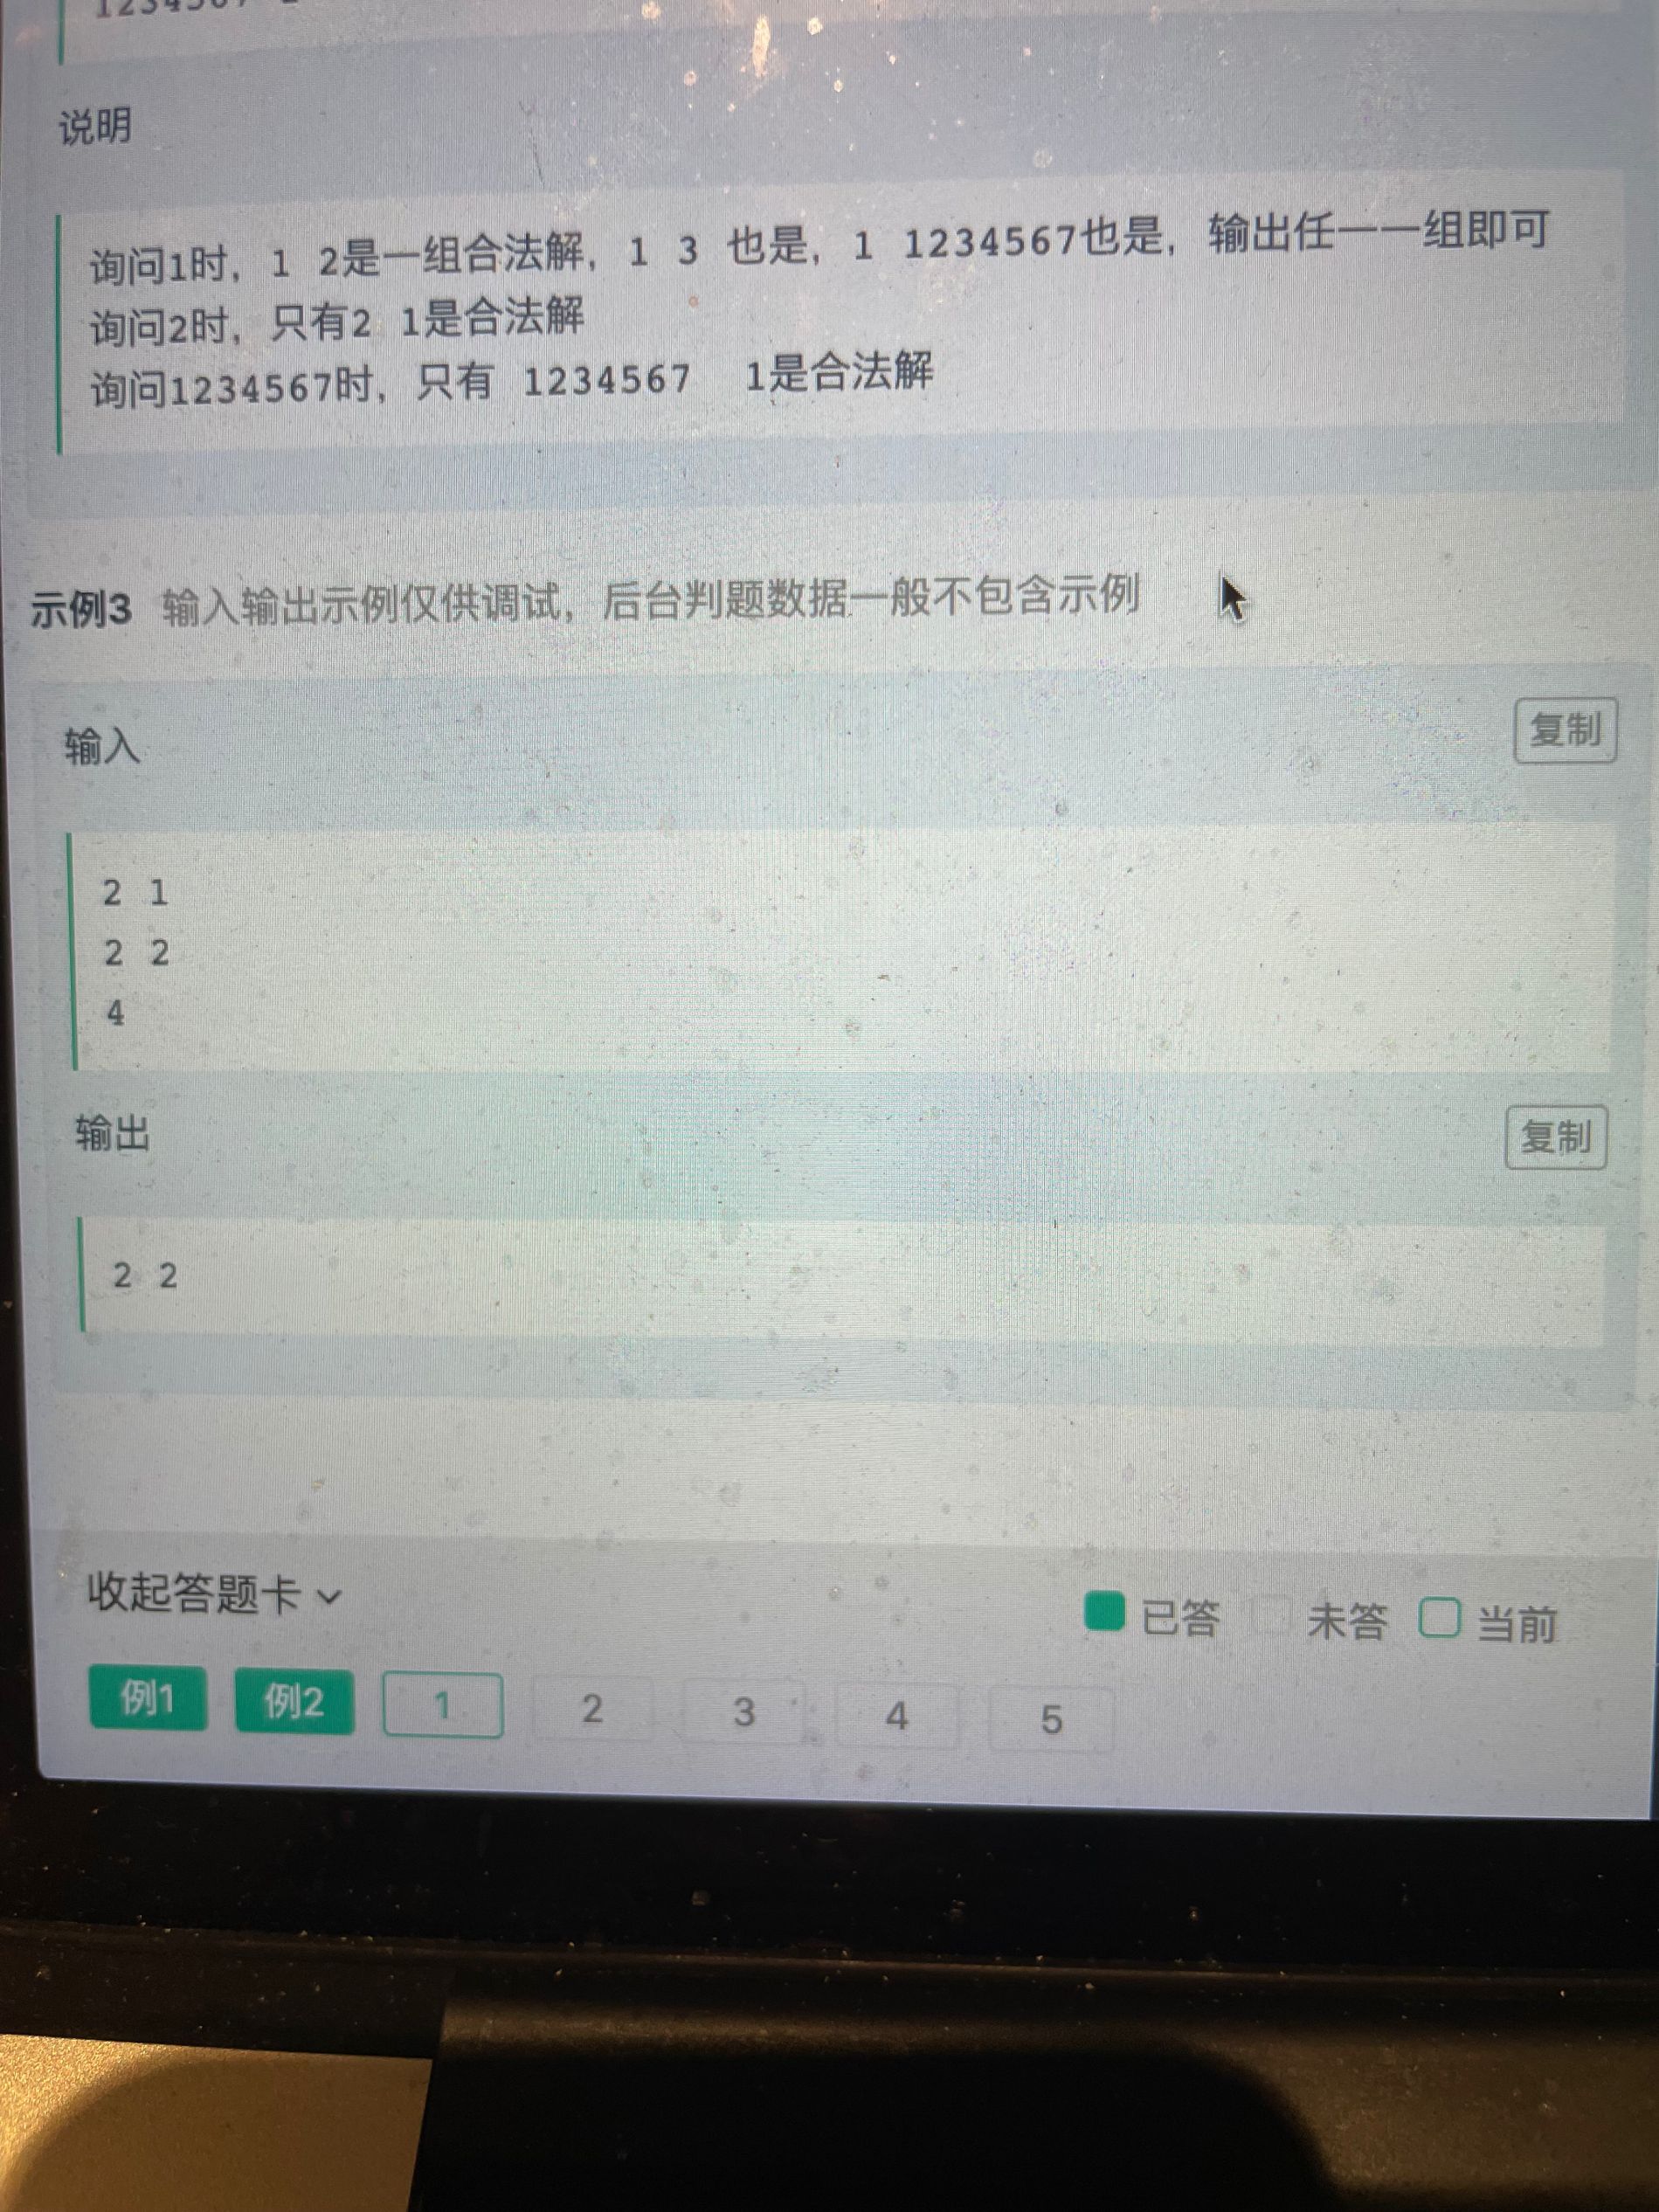 1234567
说明
询问1时，1 2是一组合法解，1 3 也是，1 1234567也是，输出任一一组即可
询问2时，只有2 1是合法解
询问1234567时，只有 1234567 1是合法解
示例3 输入输出示例仅供调试，后台判题数据一般不包含示例
输入 复制
2 1
2 2
4
输出 复制
2 2
收起答题卡 已答 未答 当前
例1 例2 1 2 3 4 5